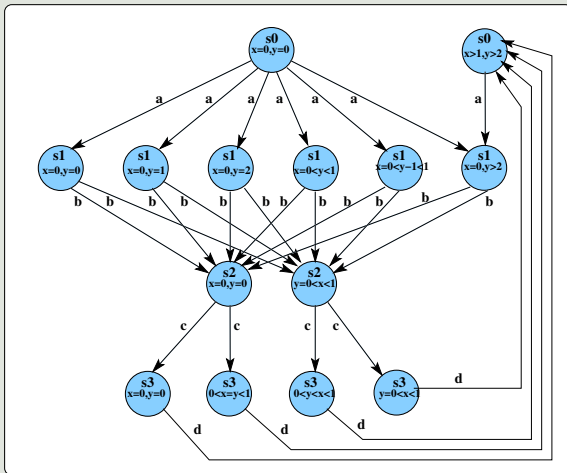 s0
x=0,y=0
s0
x>1,y>2
a a a a a a
s1
x=0,y=0
s1
x=0,y=1
s1
x=0,y=2
s1
x=0<y<1
s1
x=0<y−1<1
s1
x=0,y>2
b b b b b b b b b b b b
s2
x=0,y=0
s2
y=0<x<1
c c c c
s3
x=0,y=0
s3
0<x=y<1
s3
0<y<x<1
s3
y=0<x<1
d
d
d
d